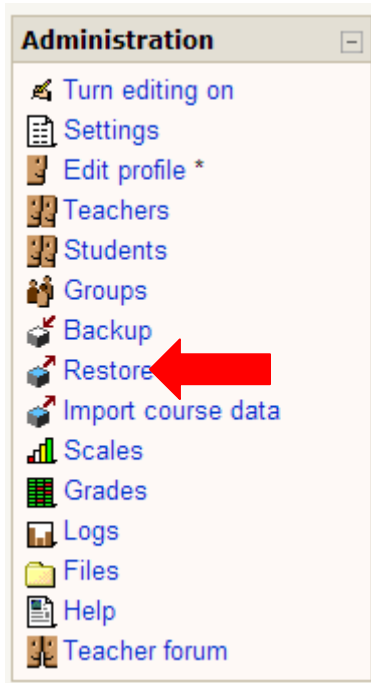 Administration
Turn editing on
Settings
Edit profile *
Teachers
Students
Groups
Backup
Restore
Import course data
Scales
Grades
Logs
Files
Help
Teacher forum